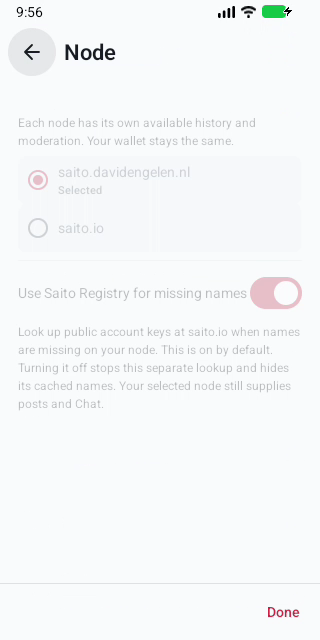 9:56
Node
Each node has its own available history and
moderation. Your wallet stays the same.
saito.davidengelen.nl
Selected
saito.io
Use Saito Registry for missing names
Look up public account keys at saito.io when names
are missing on your node. This is on by default.
Turning it off stops this separate lookup and hides
its cached names. Your selected node still supplies
posts and Chat.
Done